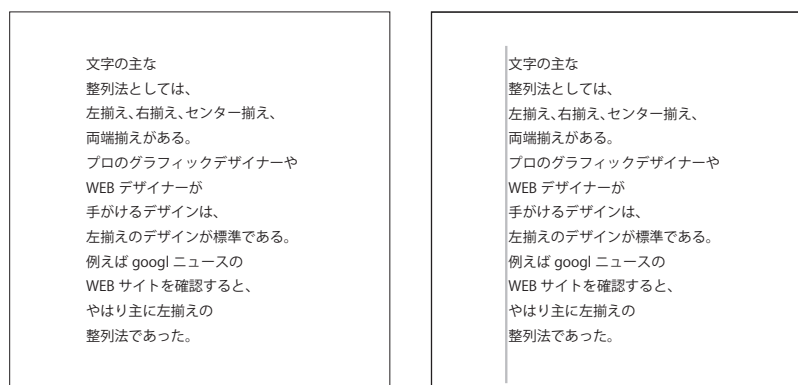 文字の主な
整列法としては、
左揃え、右揃え、センター揃え、
両端揃えがある。
プロのグラフィックデザイナーや
WEB デザイナーが
手がけるデザインは、
左揃えのデザインが標準である。
例えば googl ニュースの
WEB サイトを確認すると、
やはり主に左揃えの
整列法であった。
文字の主な
整列法としては、
左揃え、右揃え、センター揃え、
両端揃えがある。
プロのグラフィックデザイナーや
WEB デザイナーが
手がけるデザインは、
左揃えのデザインが標準である。
例えば googl ニュースの
WEB サイトを確認すると、
やはり主に左揃えの
整列法であった。